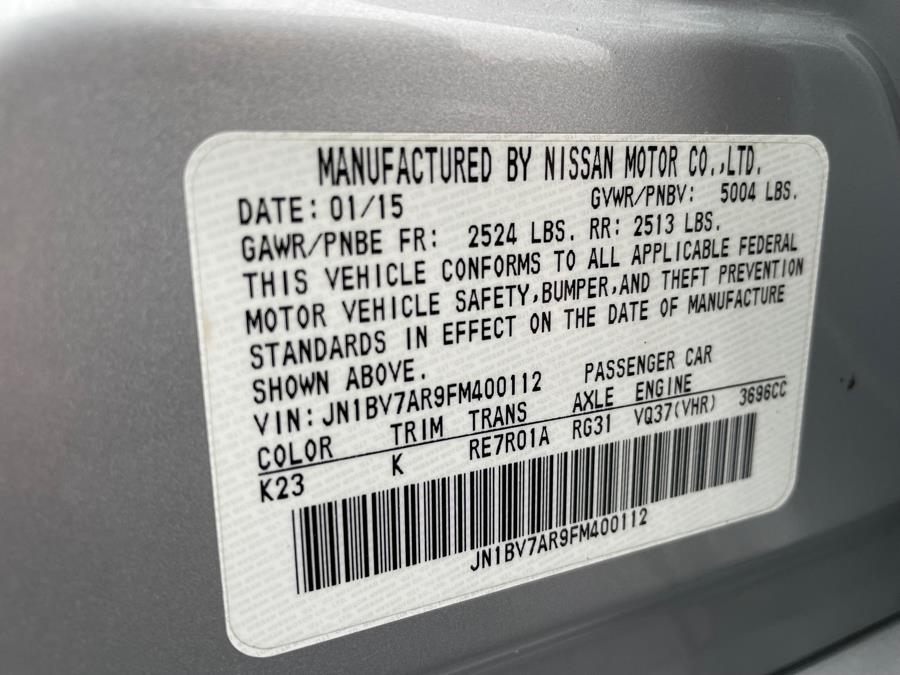 MANUFACTURED BY NISSAN MOTOR CO.,LTD.
DATE: 01/15 GVWR/PNBV: 5004 LBS.
GAWR/PNBE FR: 2524 LBS. RR: 2513 LBS.
THIS VEHICLE CONFORMS TO ALL APPLICABLE FEDERAL
MOTOR VEHICLE SAFETY,BUMPER,AND THEFT PREVENTION
STANDARDS IN EFFECT ON THE DATE OF MANUFACTURE
SHOWN ABOVE.
VIN: JN1BV7AR9FM400112 PASSENGER CAR
COLOR TRIM TRANS AXLE ENGINE
K23 K RE7R01A RG31 VQ37(VHR) 3696CC
JN1BV7AR9FM400112